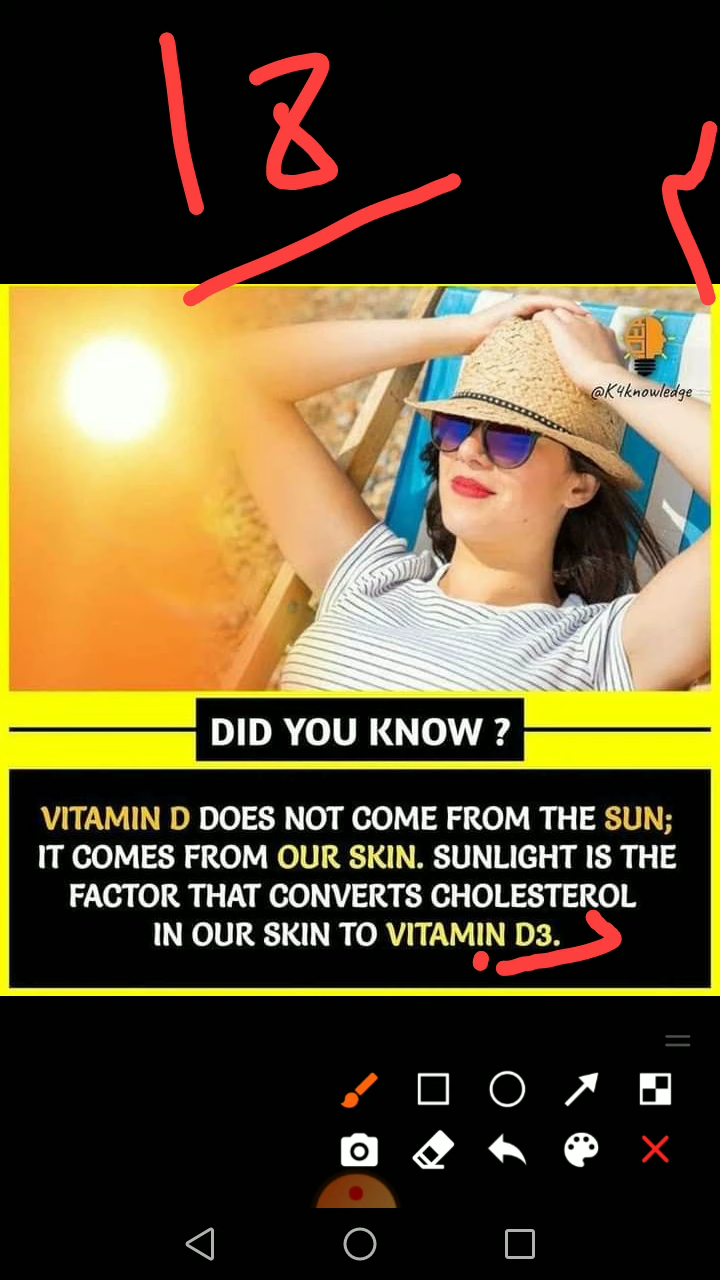 18
@K4knowledge
DID YOU KNOW ?
VITAMIN D DOES NOT COME FROM THE SUN;
IT COMES FROM OUR SKIN. SUNLIGHT IS THE
FACTOR THAT CONVERTS CHOLESTEROL
IN OUR SKIN TO VITAMIN D3.